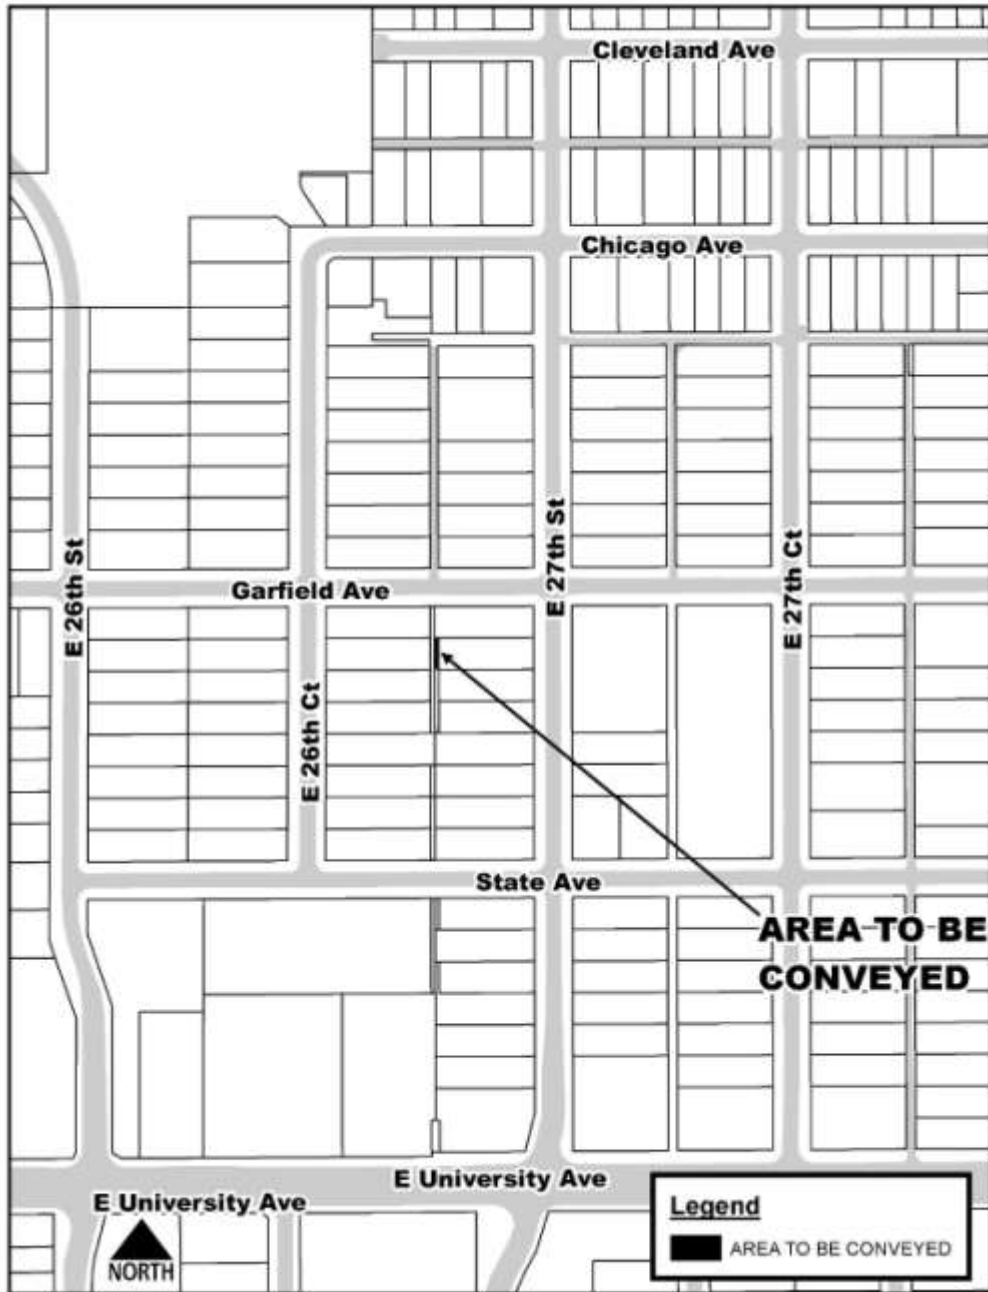 Cleveland Ave
Chicago Ave
E 26th St
Garfield Ave
E 27th St
E 27th Ct
E 26th Ct
State Ave
AREA TO BE
CONVEYED
E University Ave
E University Ave
NORTH
Legend
AREA TO BE CONVEYED